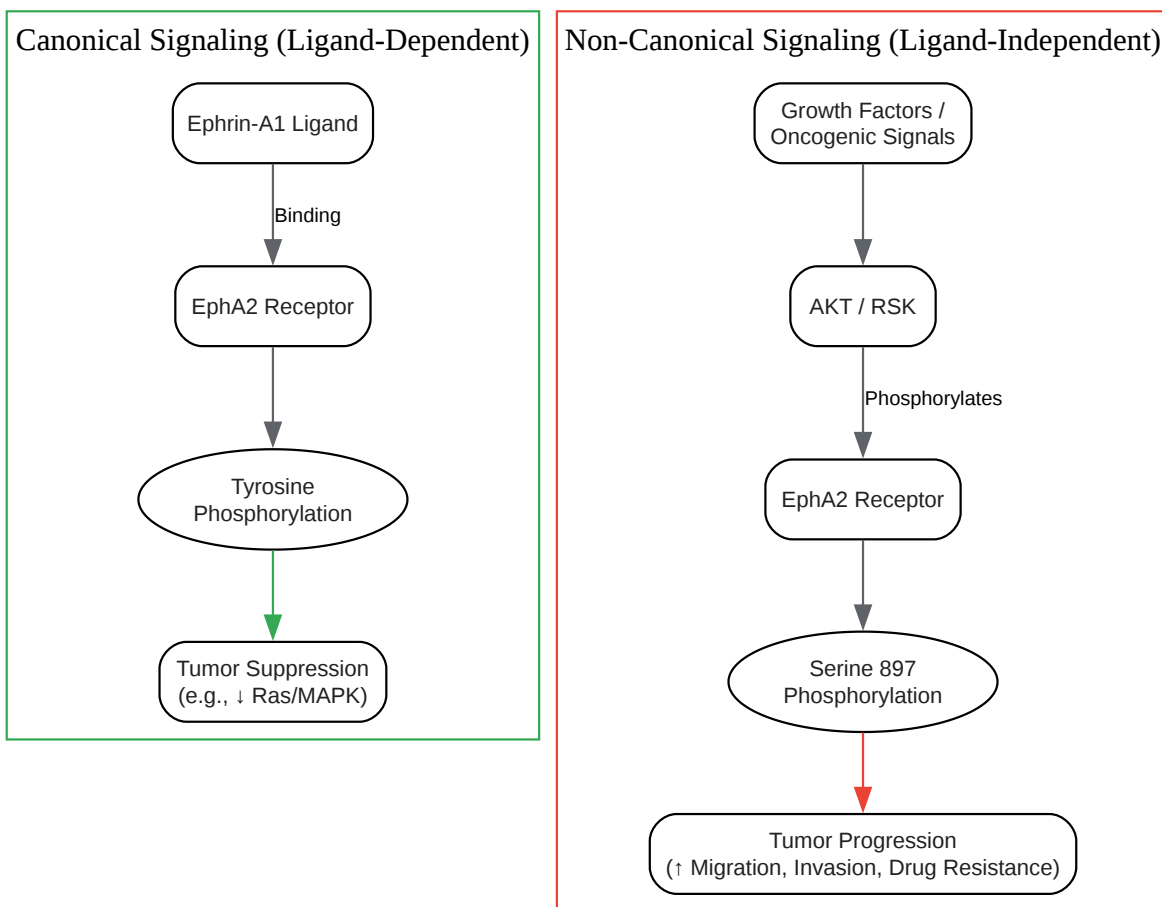 Canonical Signaling (Ligand-Dependent)
Ephrin-A1 Ligand
Binding
EphA2 Receptor
Tyrosine
Phosphorylation
Tumor Suppression
(e.g., ↓ Ras/MAPK)
Non-Canonical Signaling (Ligand-Independent)
Growth Factors /
Oncogenic Signals
AKT / RSK
Phosphorylates
EphA2 Receptor
Serine 897
Phosphorylation
Tumor Progression
(↑ Migration, Invasion, Drug Resistance)